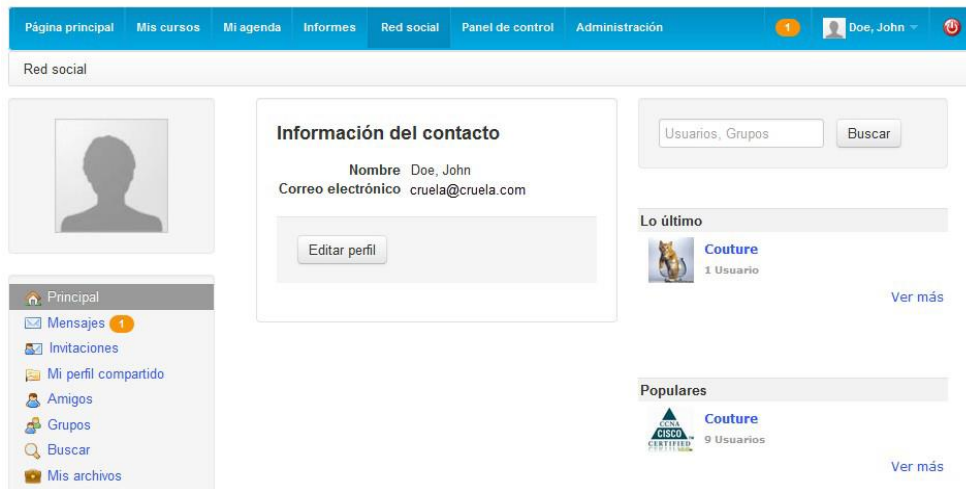 Página principal Mis cursos Mi agenda Informes Red social Panel de control Administración 1 Doe, John
Red social
Información del contacto
Nombre Doe, John
Correo electrónico cruela@cruela.com
Editar perfil
Principal
Mensajes 1
Invitaciones
Mi perfil compartido
Amigos
Grupos
Buscar
Mis archivos
Usuarios, Grupos Buscar
Lo último
Couture
1 Usuario
Ver más
Populares
CCNA
CISCO
CERTIFIED
Couture
9 Usuarios
Ver más